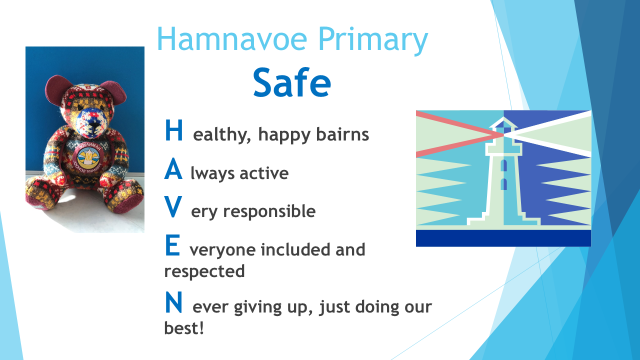 Hamnavoe Primary
Safe
H ealthy, happy bairns
A lways active
V ery responsible
E veryone included and
respected
N ever giving up, just doing our
best!